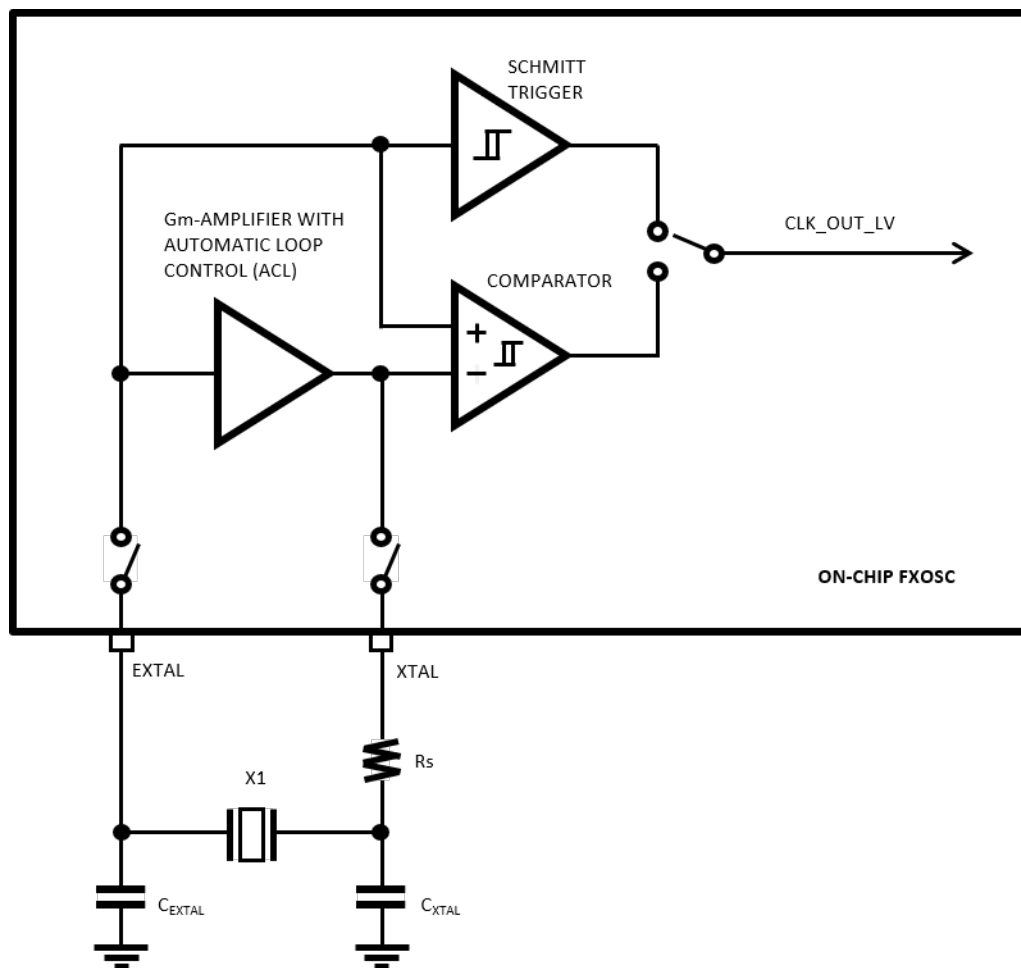 SCHMITT
TRIGGER
Gm-AMPLIFIER WITH
AUTOMATIC LOOP
CONTROL (ACL)
CLK_OUT_LV
COMPARATOR
+
−
ON-CHIP FXOSC
EXTAL
XTAL
Rs
X1
CEXTAL
CXTAL